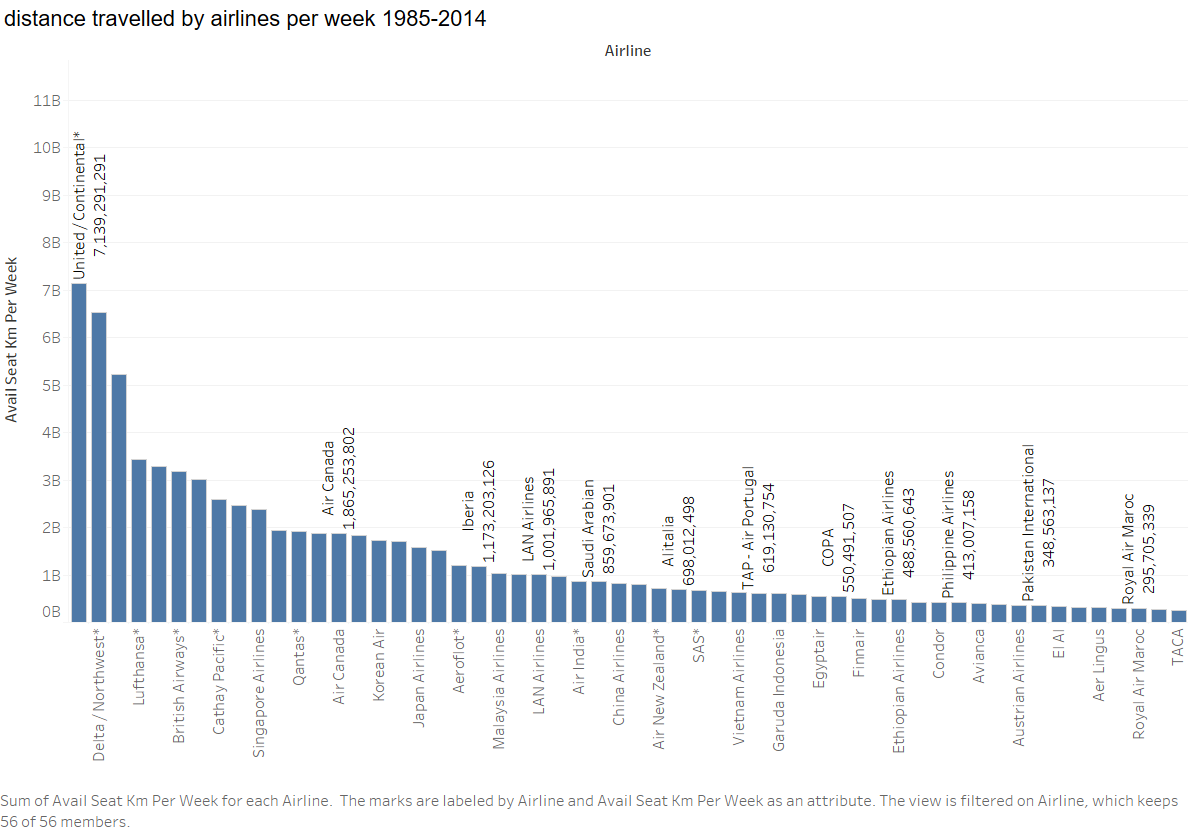 distance travelled by airlines per week 1985-2014
Airline
Avail Seat Km Per Week
11B
10B
9B
8B
7B
6B
5B
4B
3B
2B
1B
0B
United / Continental*
7,139,291,291
Air Canada
1,865,253,802
Iberia
1,173,203,126
LAN Airlines
1,001,965,891
Saudi Arabian
859,673,901
Alitalia
698,012,498
TAP - Air Portugal
619,130,754
COPA
550,491,507
Ethiopian Airlines
488,560,643
Philippine Airlines
413,007,158
Pakistan International
348,563,137
Royal Air Maroc
295,705,339
Delta / Northwest*
Lufthansa*
British Airways*
Cathay Pacific*
Singapore Airlines
Qantas*
Air Canada
Korean Air
Japan Airlines
Aeroflot*
Malaysia Airlines
LAN Airlines
Air India*
China Airlines
Air New Zealand*
SAS*
Vietnam Airlines
Garuda Indonesia
Egyptair
Finnair
Ethiopian Airlines
Condor
Avianca
Austrian Airlines
El Al
Aer Lingus
Royal Air Maroc
TACA
Sum of Avail Seat Km Per Week for each Airline.  The marks are labeled by Airline and Avail Seat Km Per Week as an attribute. The view is filtered on Airline, which keeps
56 of 56 members.